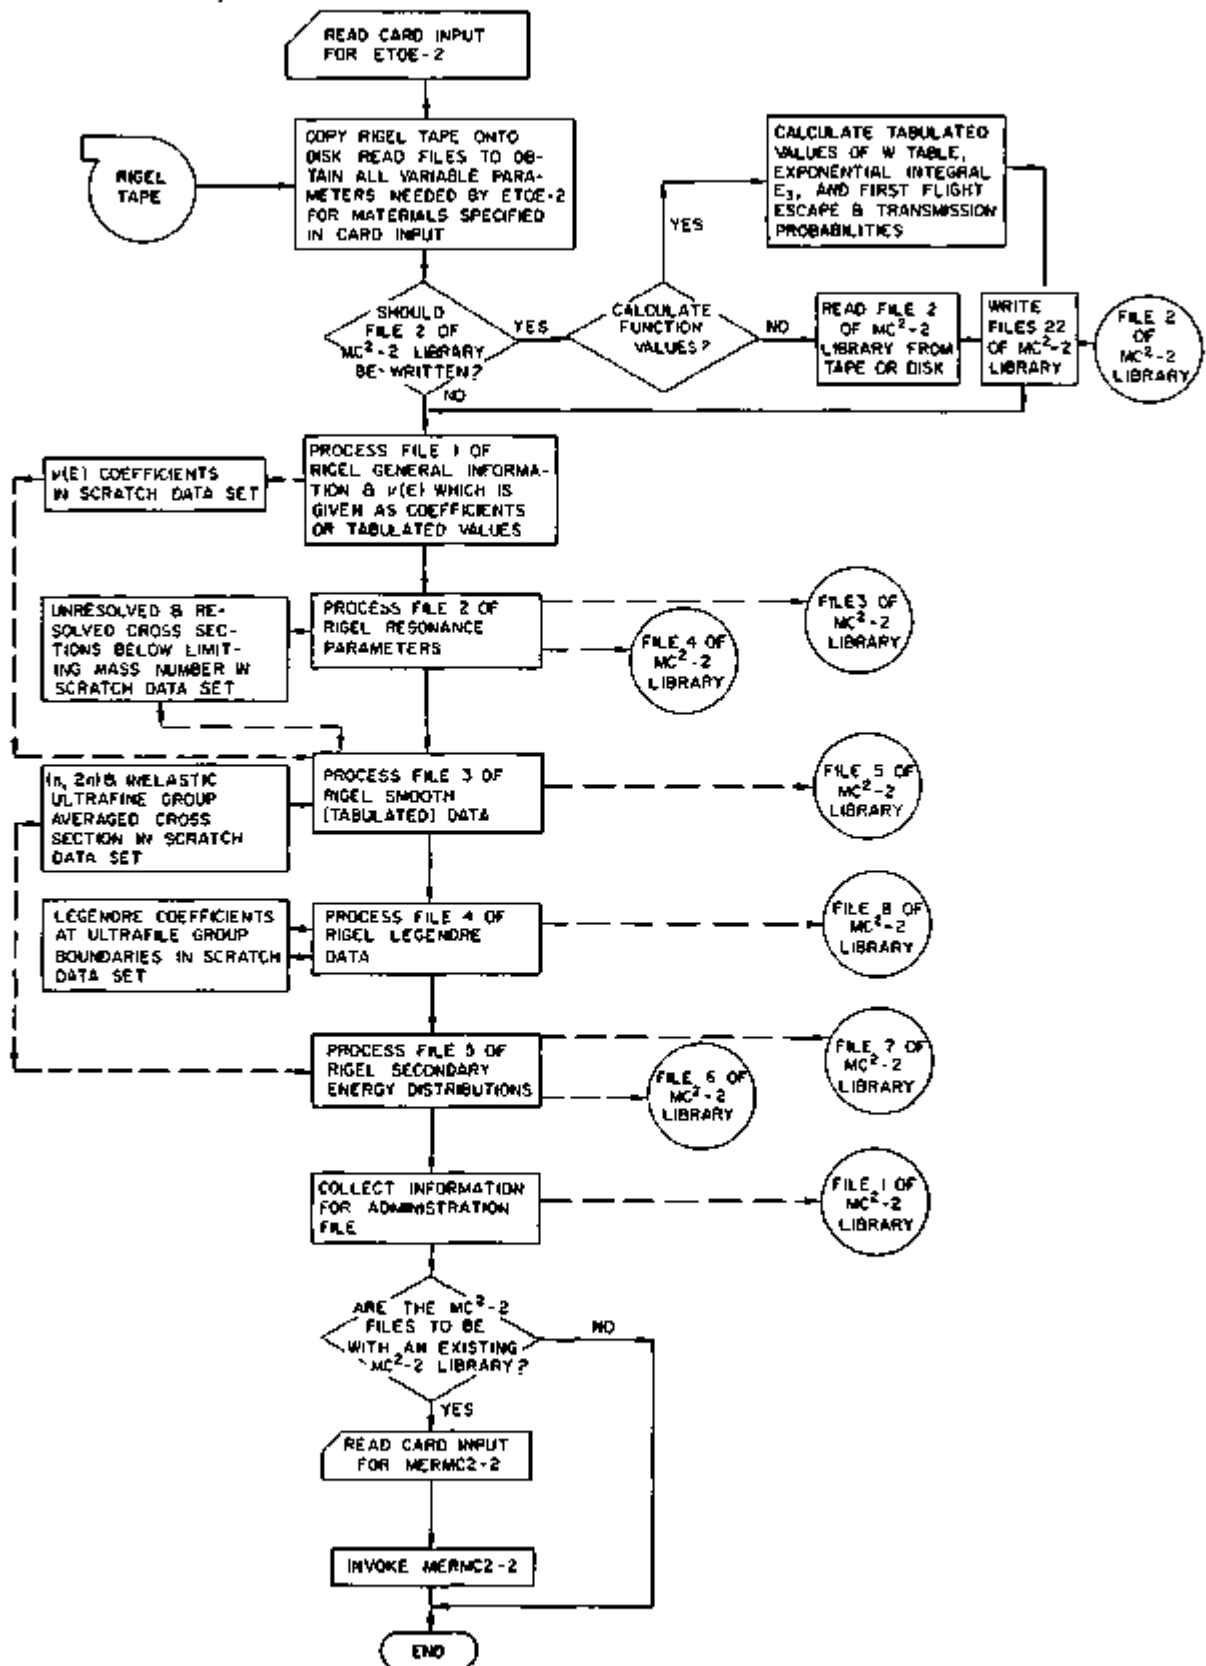 READ CARD INPUT
FOR ETOE-2
RIGEL
TAPE
COPY RIGEL TAPE ONTO
DISK READ FILES TO OB-
TAIN ALL VARIABLE PARA-
METERS NEEDED BY ETOE-2
FOR MATERIALS SPECIFIED
IN CARD INPUT
CALCULATE TABULATED
VALUES OF W TABLE,
EXPONENTIAL INTEGRAL
E₃, AND FIRST FLIGHT
ESCAPE & TRANSMISSION
PROBABILITIES
YES
SHOULD
FILE 2 OF
MC²-2 LIBRARY
BE WRITTEN?
YES
NO
CALCULATE
FUNCTION
VALUES?
NO
READ FILE 2
OF MC²-2
LIBRARY FROM
TAPE OR DISK
WRITE
FILES 22
OF MC²-2
LIBRARY
FILE 2
OF
MC²-2
LIBRARY
ν(E) COEFFICIENTS
IN SCRATCH DATA SET
PROCESS FILE 1 OF
RIGEL GENERAL INFORMA-
TION & ν(E) WHICH IS
GIVEN AS COEFFICIENTS
OR TABULATED VALUES
UNRESOLVED & RE-
SOLVED CROSS SEC-
TIONS BELOW LIMIT-
ING MASS NUMBER IN
SCRATCH DATA SET
PROCESS FILE 2 OF
RIGEL RESONANCE
PARAMETERS
FILE 4 OF
MC²-2
LIBRARY
FILE3 OF
MC²-2
LIBRARY
(n, 2n) & INELASTIC
ULTRAFINE GROUP
AVERAGED CROSS
SECTION IN SCRATCH
DATA SET
PROCESS FILE 3 OF
RIGEL SMOOTH
(TABULATED) DATA
FILE 5 OF
MC²-2
LIBRARY
LEGENDRE COEFFICIENTS
AT ULTRAFILE GROUP
BOUNDARIES IN SCRATCH
DATA SET
PROCESS FILE 4 OF
RIGEL LEGENDRE
DATA
FILE 8 OF
MC²-2
LIBRARY
PROCESS FILE 5 OF
RIGEL SECONDARY
ENERGY DISTRIBUTIONS
FILE 6 OF
MC²-2
LIBRARY
FILE 7 OF
MC²-2
LIBRARY
COLLECT INFORMATION
FOR ADMINISTRATION
FILE
FILE 1 OF
MC²-2
LIBRARY
ARE THE MC²-2
FILES TO BE
WITH AN EXISTING
MC²-2 LIBRARY?
NO
YES
READ CARD INPUT
FOR MERMC2-2
INVOKE MERMC2-2
END